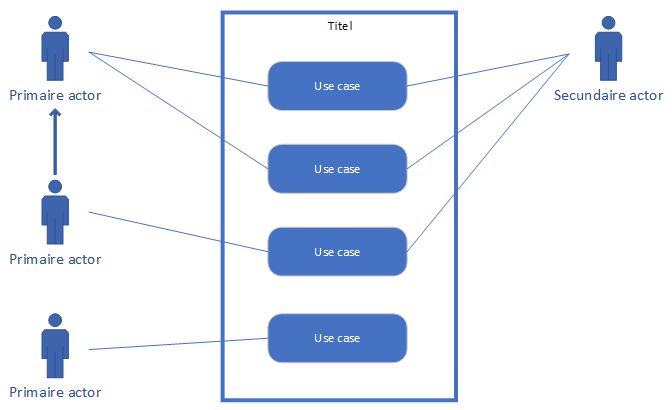 Titel
Primaire actor
Use case
Secundaire actor
Use case
Primaire actor
Use case
Use case
Primaire actor